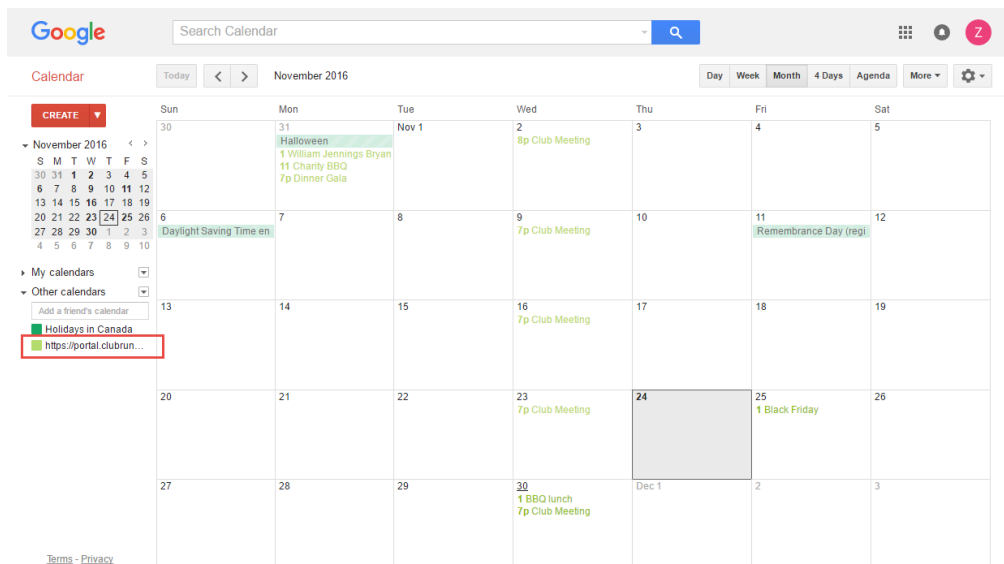 Google
Search Calendar
Z
Calendar
Today
November 2016
Day Week Month 4 Days Agenda More
CREATE
November 2016
S M T W T F S
30 31 1 2 3 4 5
6 7 8 9 10 11 12
13 14 15 16 17 18 19
20 21 22 23 24 25 26
27 28 29 30 1 2 3
4 5 6 7 8 9 10
My calendars
Other calendars
Add a friend's calendar
Holidays in Canada
https://portal.clubrun...
Terms - Privacy
Sun Mon Tue Wed Thu Fri Sat
30 31 Nov 1 2 3 4 5
Halloween
8p Club Meeting
1 William Jennings Bryan
11 Charity BBQ
7p Dinner Gala
6 7 8 9 10 11 12
Daylight Saving Time en
7p Club Meeting
Remembrance Day (regi
13 14 15 16 17 18 19
7p Club Meeting
20 21 22 23 24 25 26
7p Club Meeting
1 Black Friday
27 28 29 30 Dec 1 2 3
1 BBQ lunch
7p Club Meeting